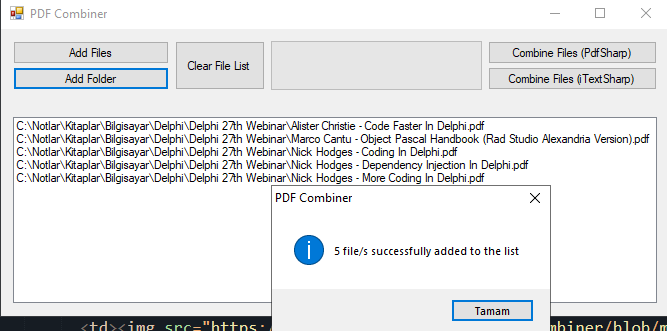 PDF Combiner
Add Files
Add Folder
Clear File List
Combine Files (PdfSharp)
Combine Files (iTextSharp)
C:\Notlar\Kitaplar\Bilgisayar\Delphi\Delphi 27th Webinar\Alister Christie - Code Faster In Delphi.pdf
C:\Notlar\Kitaplar\Bilgisayar\Delphi\Delphi 27th Webinar\Marco Cantu - Object Pascal Handbook (Rad Studio Alexandria Version).pdf
C:\Notlar\Kitaplar\Bilgisayar\Delphi\Delphi 27th Webinar\Nick Hodges - Coding In Delphi.pdf
C:\Notlar\Kitaplar\Bilgisayar\Delphi\Delphi 27th Webinar\Nick Hodges - Dependency Injection In Delphi.pdf
C:\Notlar\Kitaplar\Bilgisayar\Delphi\Delphi 27th Webinar\Nick Hodges - More Coding In Delphi.pdf
PDF Combiner
5 file/s successfully added to the list
Tamam
<td><img src="https: